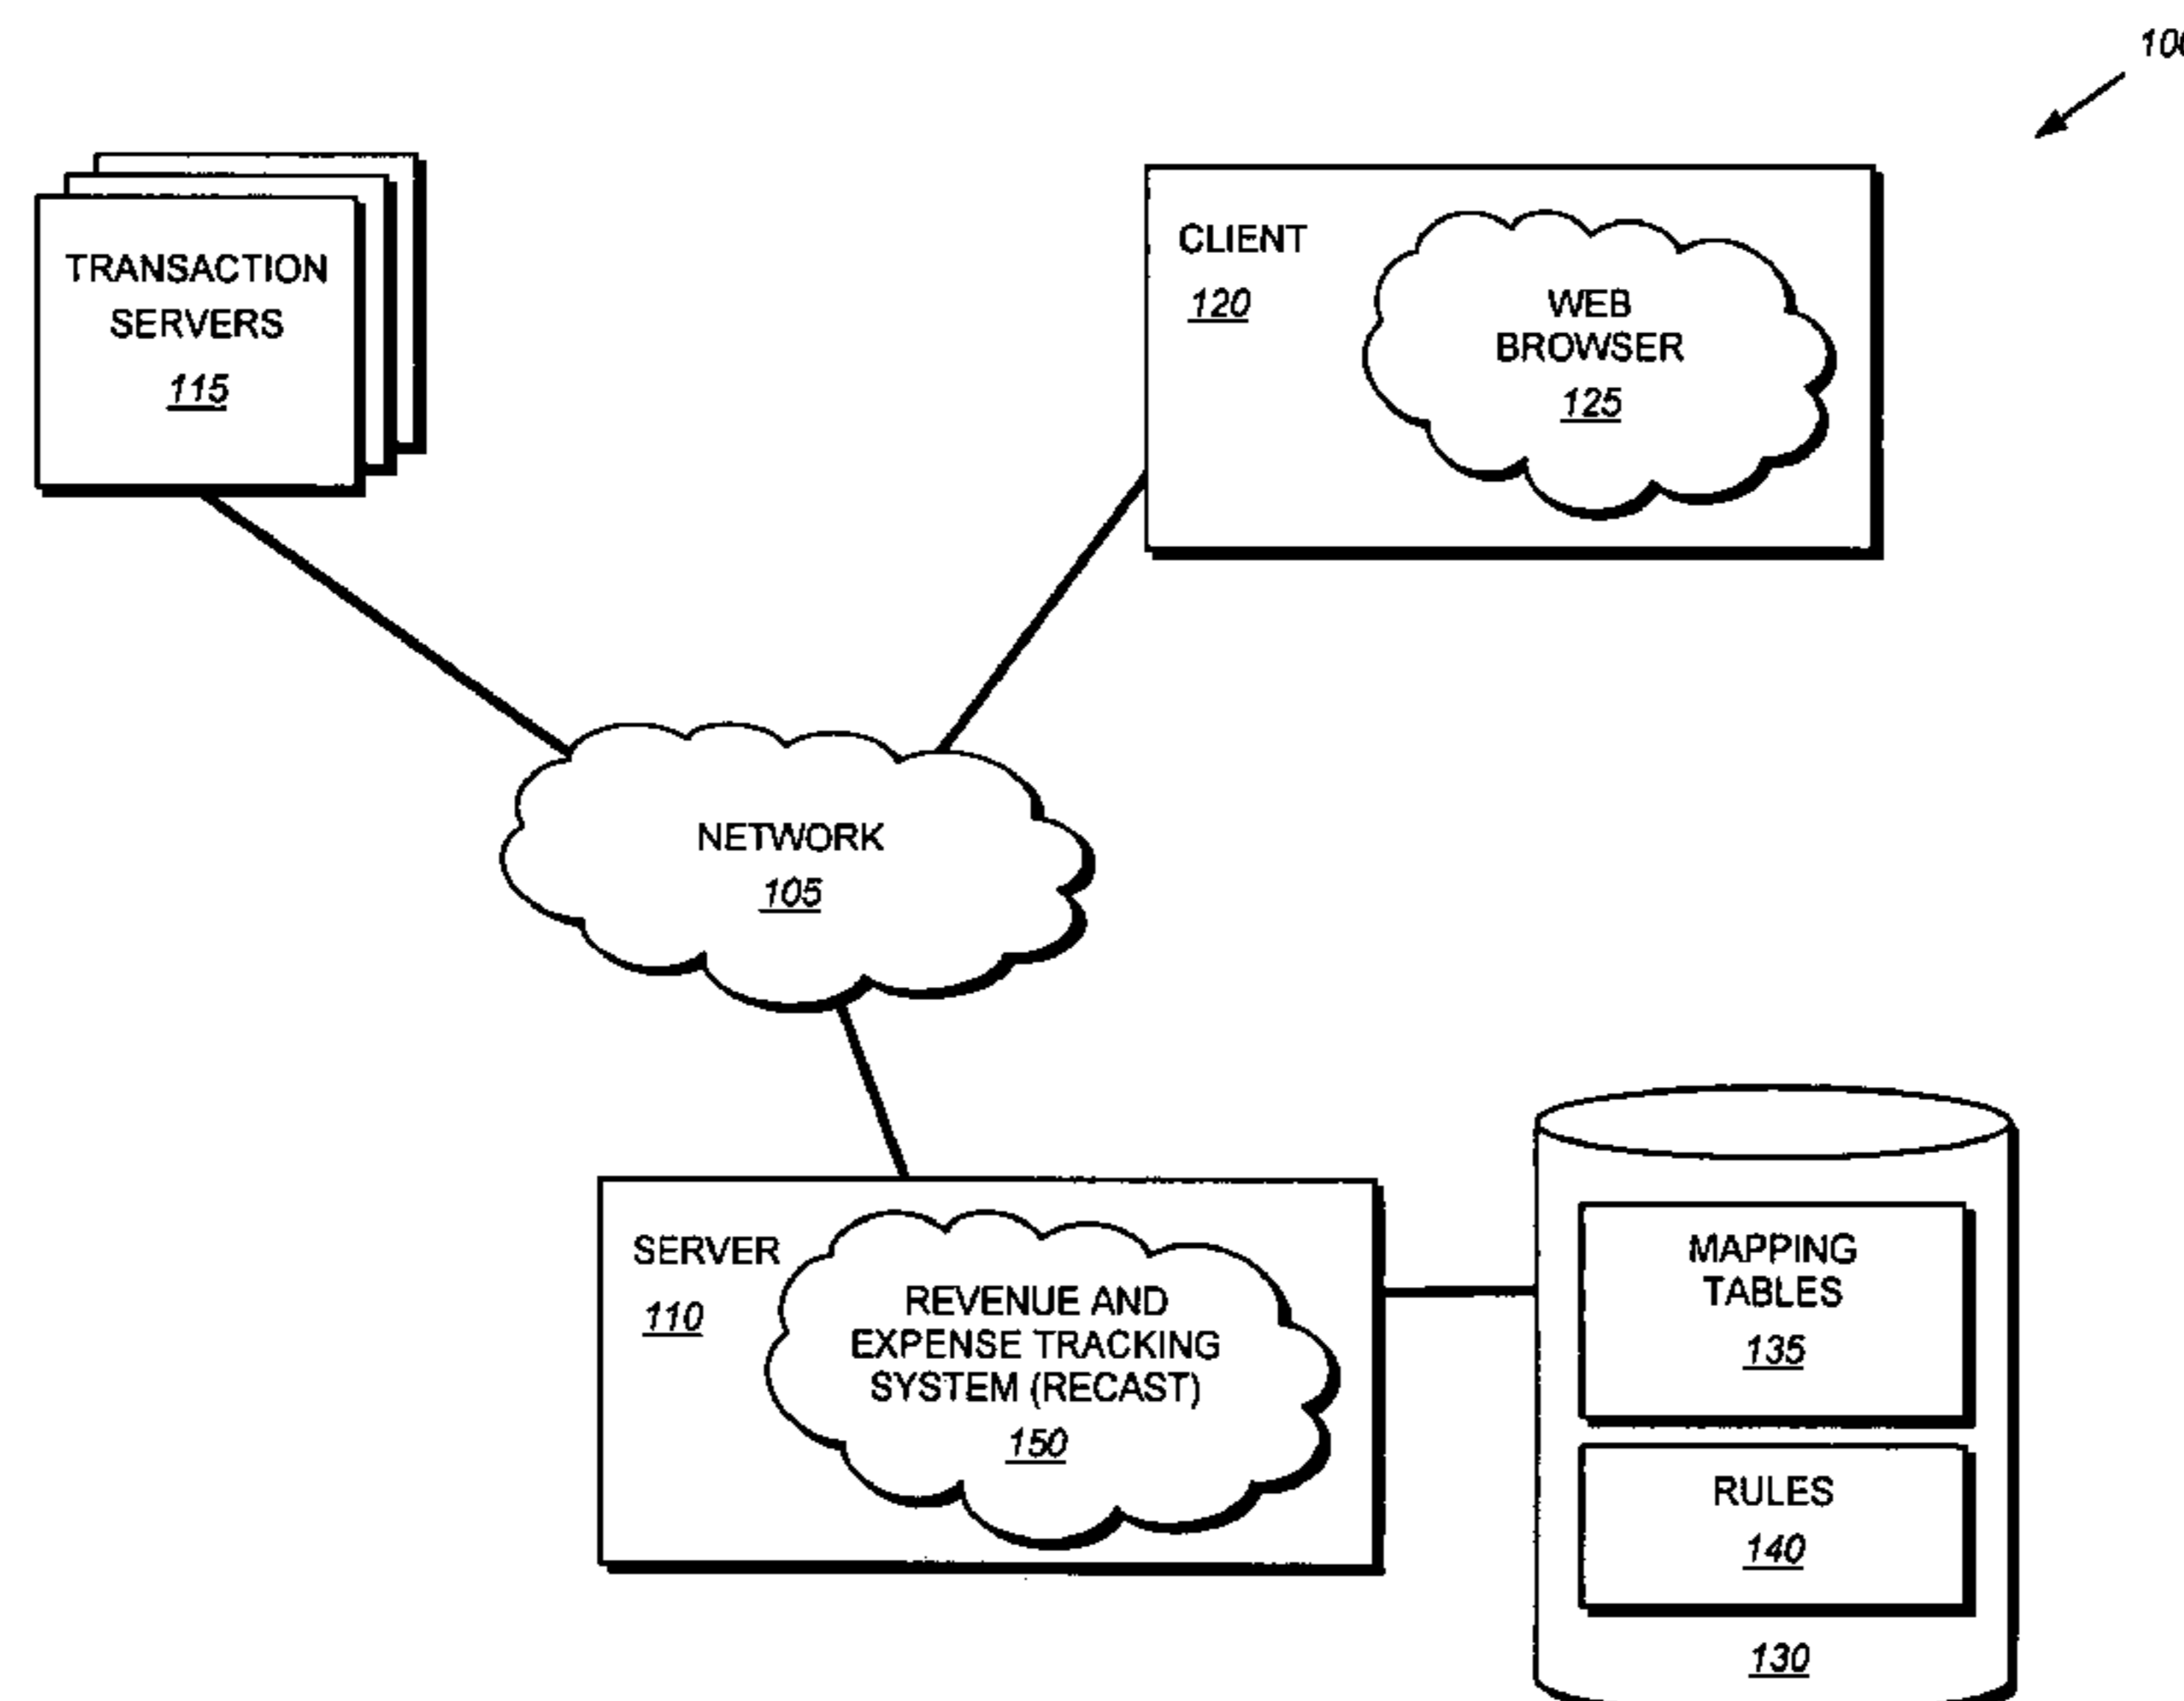 TRANSACTION
SERVERS
115
CLIENT
120
WEB
BROWSER
125
NETWORK
105
SERVER
110
REVENUE AND
EXPENSE TRACKING
SYSTEM (RECAST)
150
MAPPING
TABLES
135
RULES
140
130